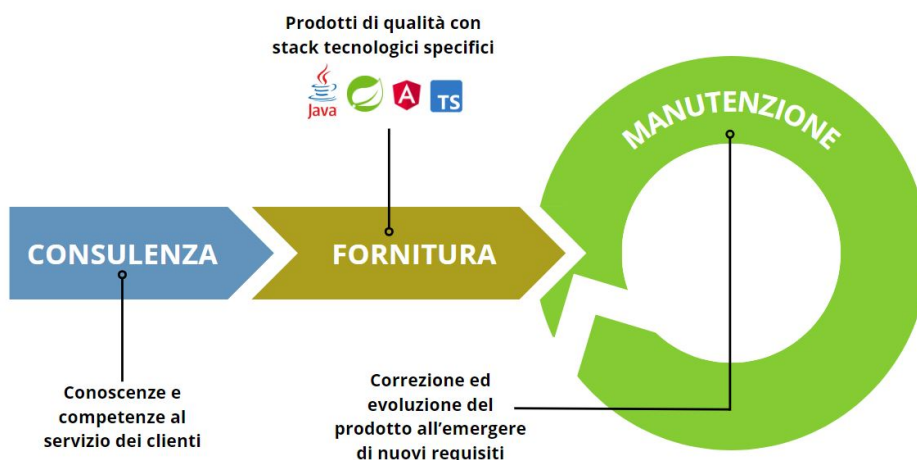 Prodotti di qualità con
stack tecnologici specifici
Java
A
TS
MANUTENZIONE
CONSULENZA
FORNITURA
Conoscenze e
competenze al
servizio dei clienti
Correzione ed
evoluzione del
prodotto all’emergere
di nuovi requisiti